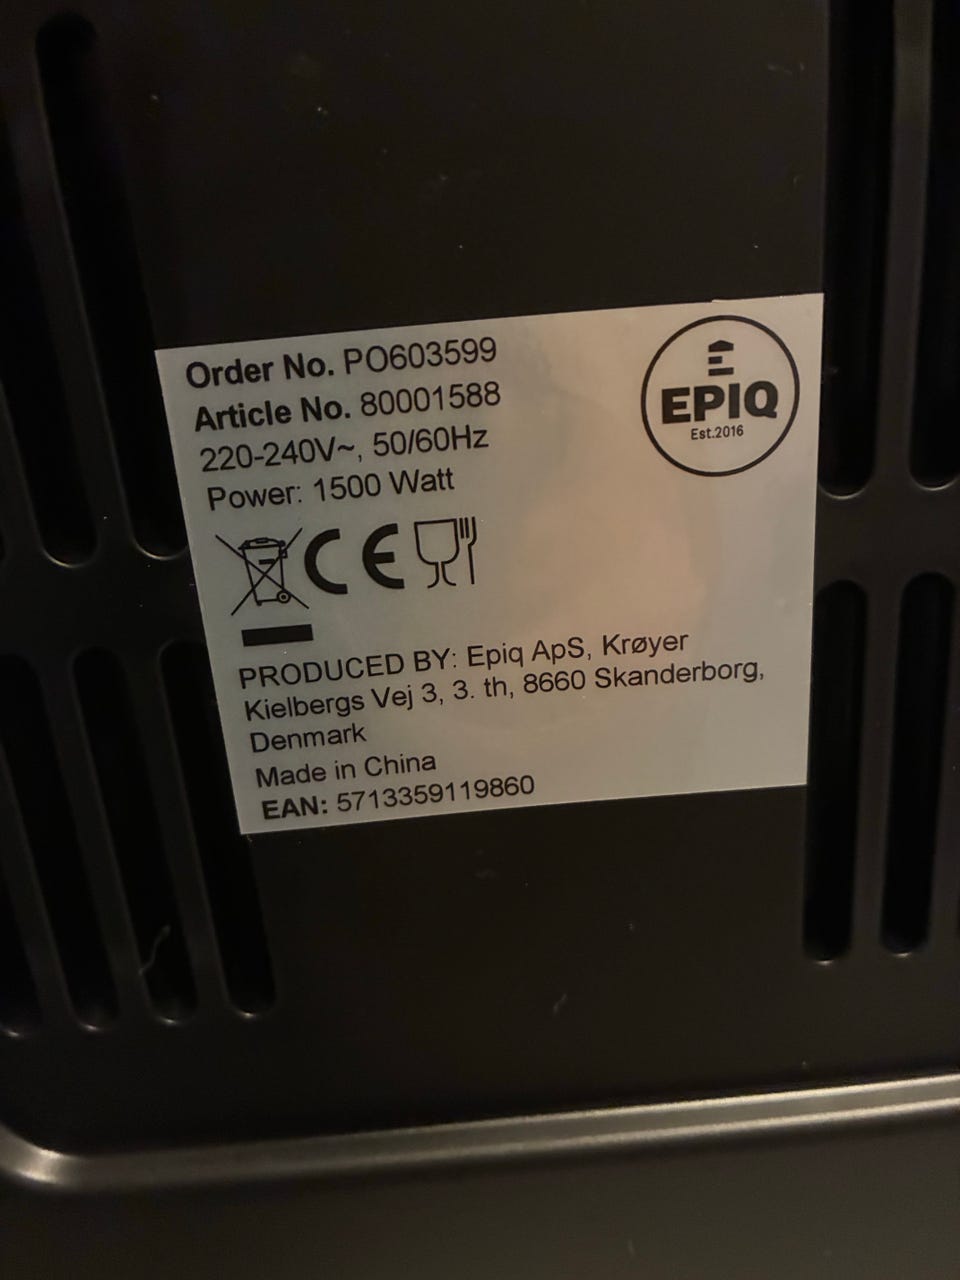 Order No. PO603599
Article No. 80001588
220-240V~, 50/60Hz
Power: 1500 Watt
EPIQ
Est.2016
CE
PRODUCED BY: Epiq ApS, Krøyer
Kielbergs Vej 3, 3. th, 8660 Skanderborg,
Denmark
Made in China
EAN: 5713359119860